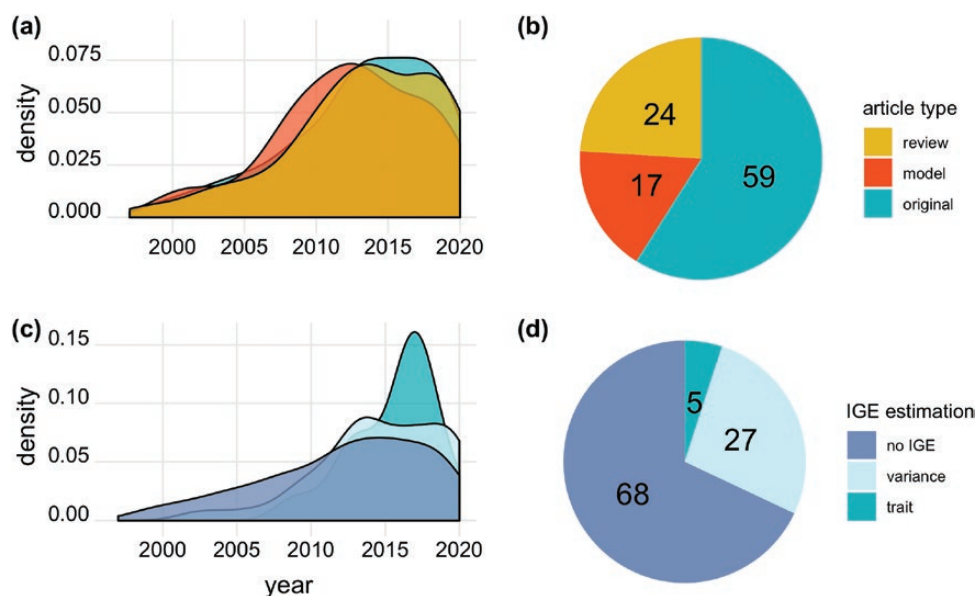 (a)
density
0.075
0.050
0.025
0.000
2000 2005 2010 2015 2020
(b)
24
17
59
article type
review
model
original
(c)
density
0.15
0.10
0.05
0.00
2000 2005 2010 2015 2020
year
(d)
5
27
68
IGE estimation
no IGE
variance
trait